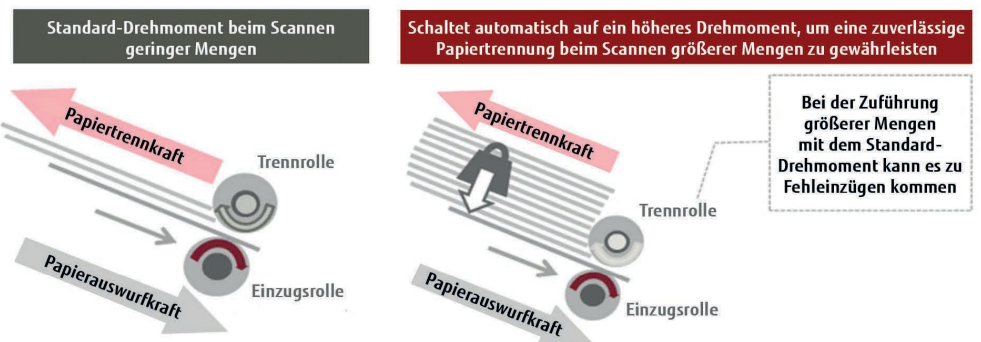 Standard-Drehmoment beim Scannen
geringer Mengen
Papiertrennkraft
Trennrolle
Einzugsrolle
Papierauswurfkraft
Schaltet automatisch auf ein höheres Drehmoment, um eine zuverlässige
Papiertrennung beim Scannen größerer Mengen zu gewährleisten
Papiertrennkraft
Trennrolle
Einzugsrolle
Papierauswurfkraft
Bei der Zuführung
größerer Mengen
mit dem Standard-
Drehmoment kann es zu
Fehleinzügen kommen